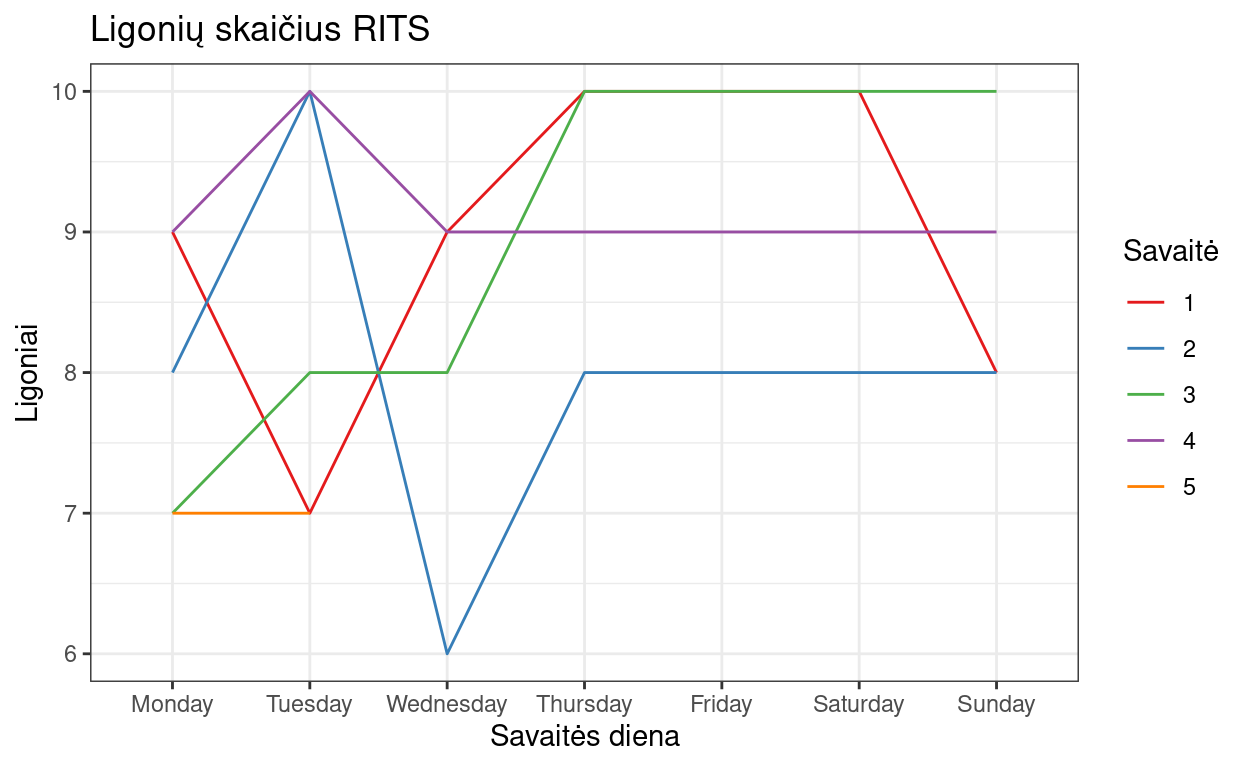 Ligonių skaičius RITS
10
9
8
7
6
Ligoniai
Monday Tuesday Wednesday Thursday Friday Saturday Sunday
Savaitės diena
Savaitė
1
2
3
4
5